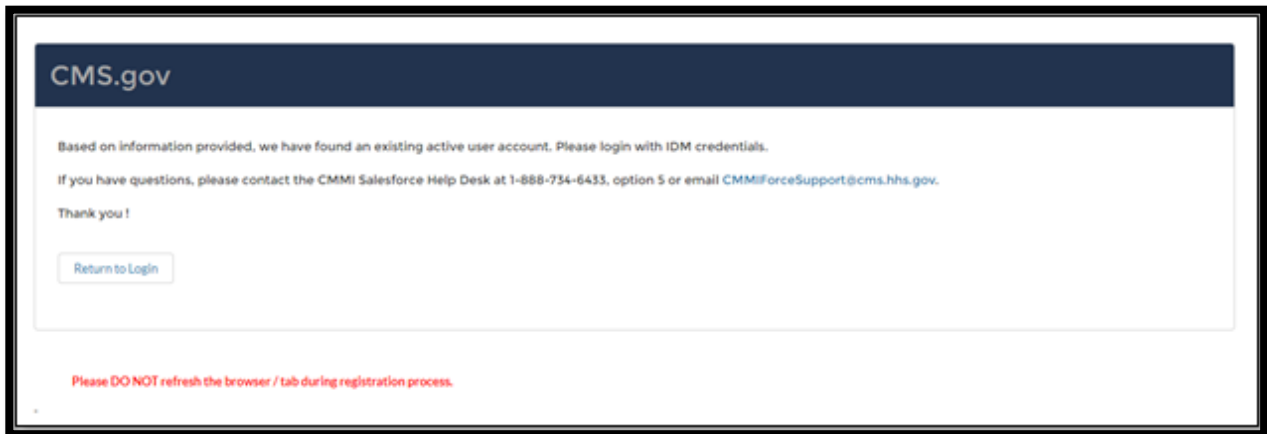 CMS.gov
Based on information provided, we have found an existing active user account. Please login with IDM credentials.
If you have questions, please contact the CMMI Salesforce Help Desk at 1-888-734-6433, option 5 or email CMMIForceSupport@cms.hhs.gov.
Thank you !
Return to Login
Please DO NOT refresh the browser / tab during registration process.